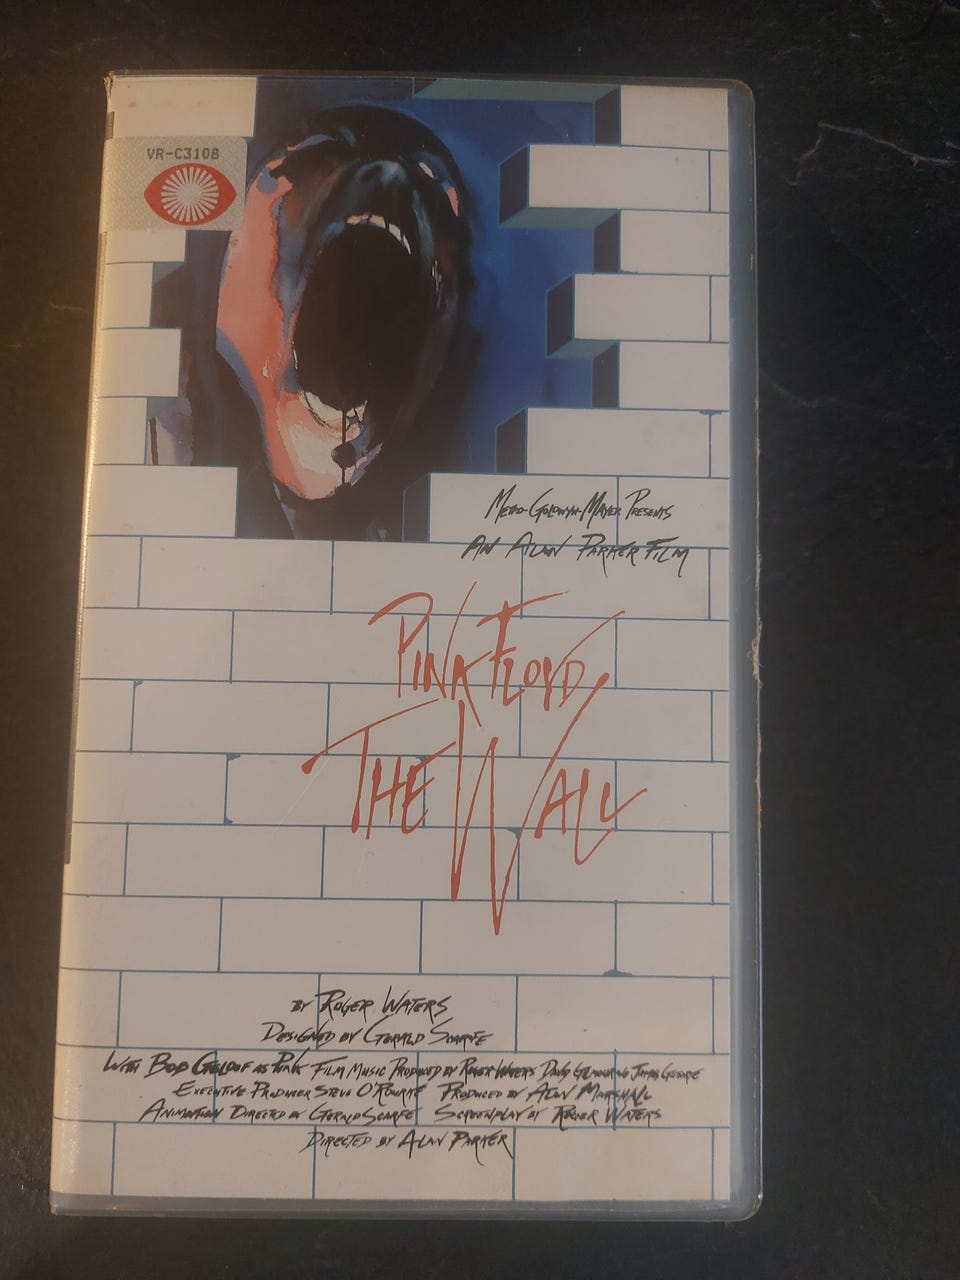 VR-C3108
Metro-Goldwyn-Mayer Presents
An Alan Parker Film
Pink Floyd
The Wall
by Roger Waters
Designed by Gerald Scarfe
With Bob Geldof as Pink Film Music Produced by Roger Waters David Gilmour and James Guthrie
Executive Producer Steve O'Rourke Produced by Alan Marshall
Animation Directed by Gerald Scarfe Screenplay by Roger Waters
Directed by Alan Parker